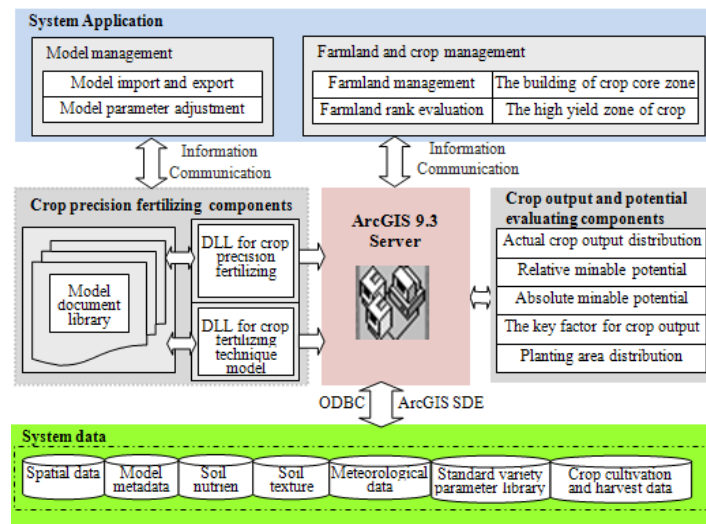 System Application
Model management
Model import and export
Model parameter adjustment
Farmland and crop management
Farmland management
The building of crop core zone
Farmland rank evaluation
The high yield zone of crop
Information
Communication
Information
Communication
Crop precision fertilizing components
Model
document
library
DLL for crop
precision
fertilizing
DLL for crop
fertilizing
technique
model
ArcGIS 9.3
Server
Crop output and potential
evaluating components
Actual crop output distribution
Relative minable potential
Absolute minable potential
The key factor for crop output
Planting area distribution
ODBC
ArcGIS SDE
System data
Spatial data
Model
metadata
Soil
nutrien
Soil
texture
Meteorological
data
Standard variety
parameter library
Crop cultivation
and harvest data